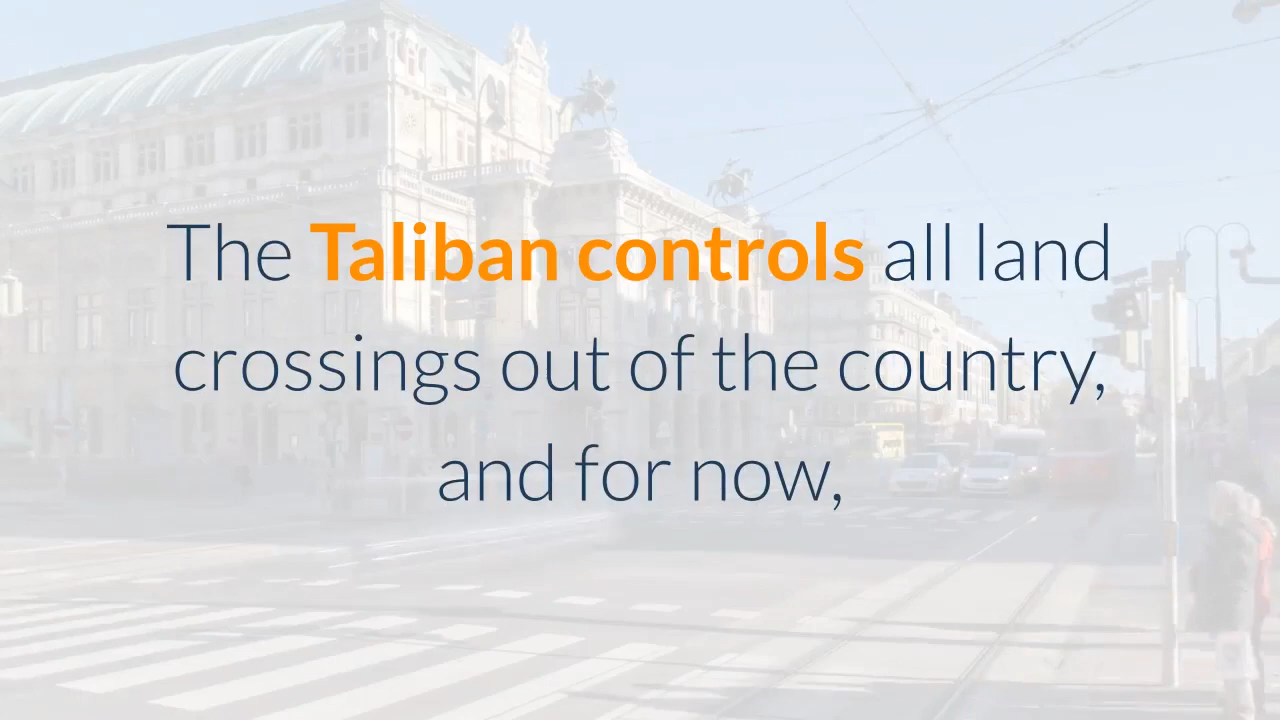 The Taliban controls all land
crossings out of the country,
and for now,